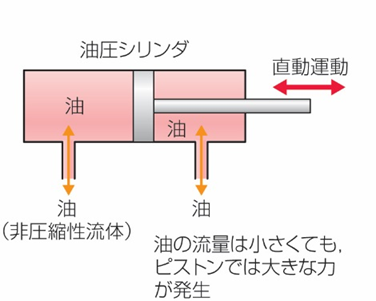 油圧シリンダ
直動運動
油
油
油
(非圧縮性流体)
油
油の流量は小さくても,
ピストンでは大きな力
が発生